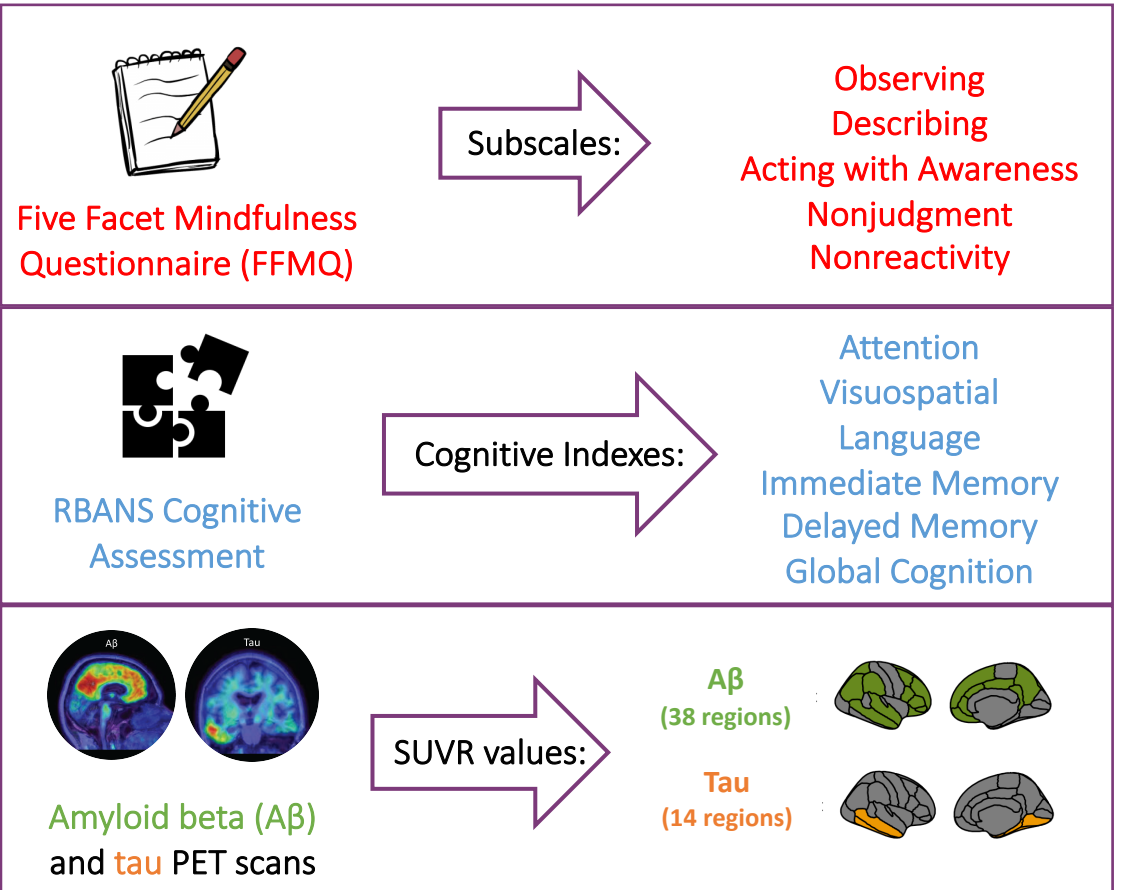 Five Facet Mindfulness
Questionnaire (FFMQ)
Subscales:
Observing
Describing
Acting with Awareness
Nonjudgment
Nonreactivity
RBANS Cognitive
Assessment
Cognitive Indexes:
Attention
Visuospatial
Language
Immediate Memory
Delayed Memory
Global Cognition
Aβ
Tau
Amyloid beta (Aβ)
and tau PET scans
SUVR values:
Aβ
(38 regions)
:
Tau
(14 regions)
: